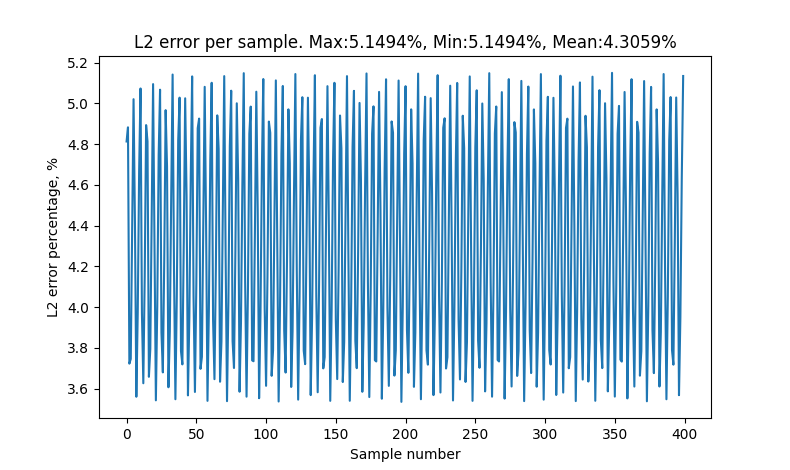 L2 error per sample. Max:5.1494%, Min:5.1494%, Mean:4.3059%
L2 error percentage, %
5.2
5.0
4.8
4.6
4.4
4.2
4.0
3.8
3.6
0 50 100 150 200 250 300 350 400
Sample number